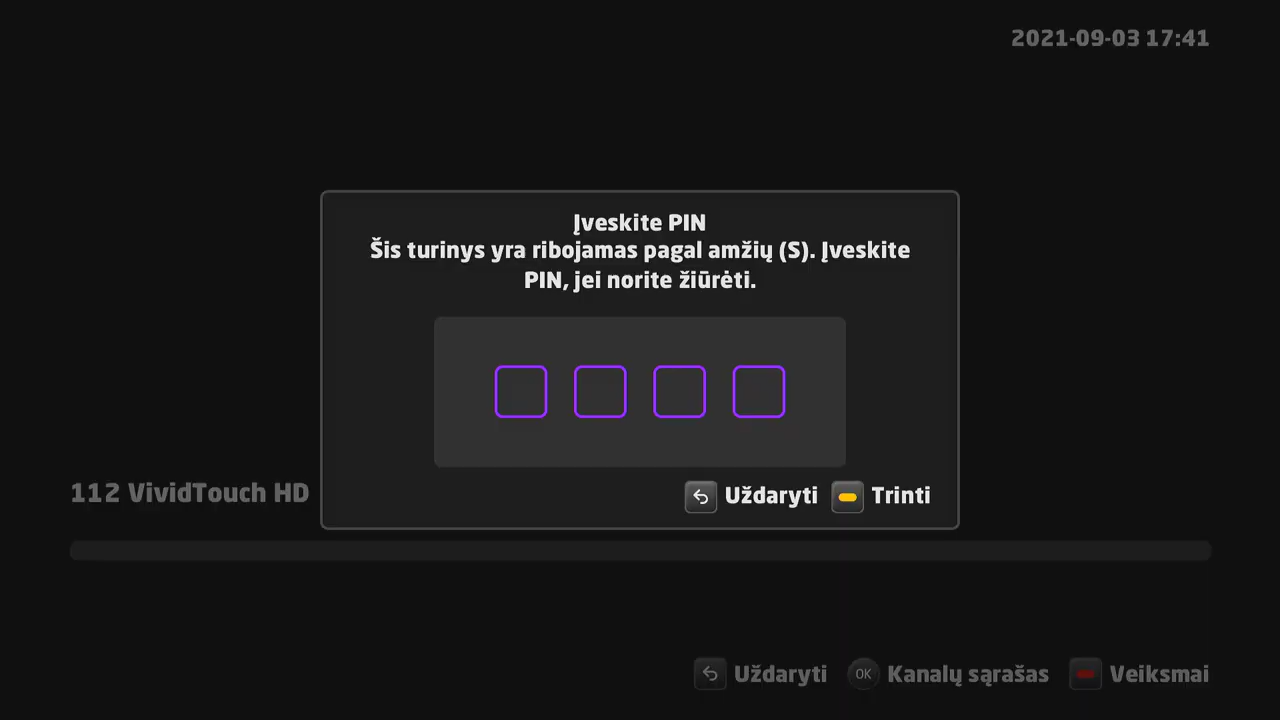 2021-09-03 17:41
Įveskite PIN
Šis turinys yra ribojamas pagal amžių (S). Įveskite
PIN, jei norite žiūrėti.
Uždaryti Trinti
112 VividTouch HD
Uždaryti OK Kanalų sąrašas Veiksmai